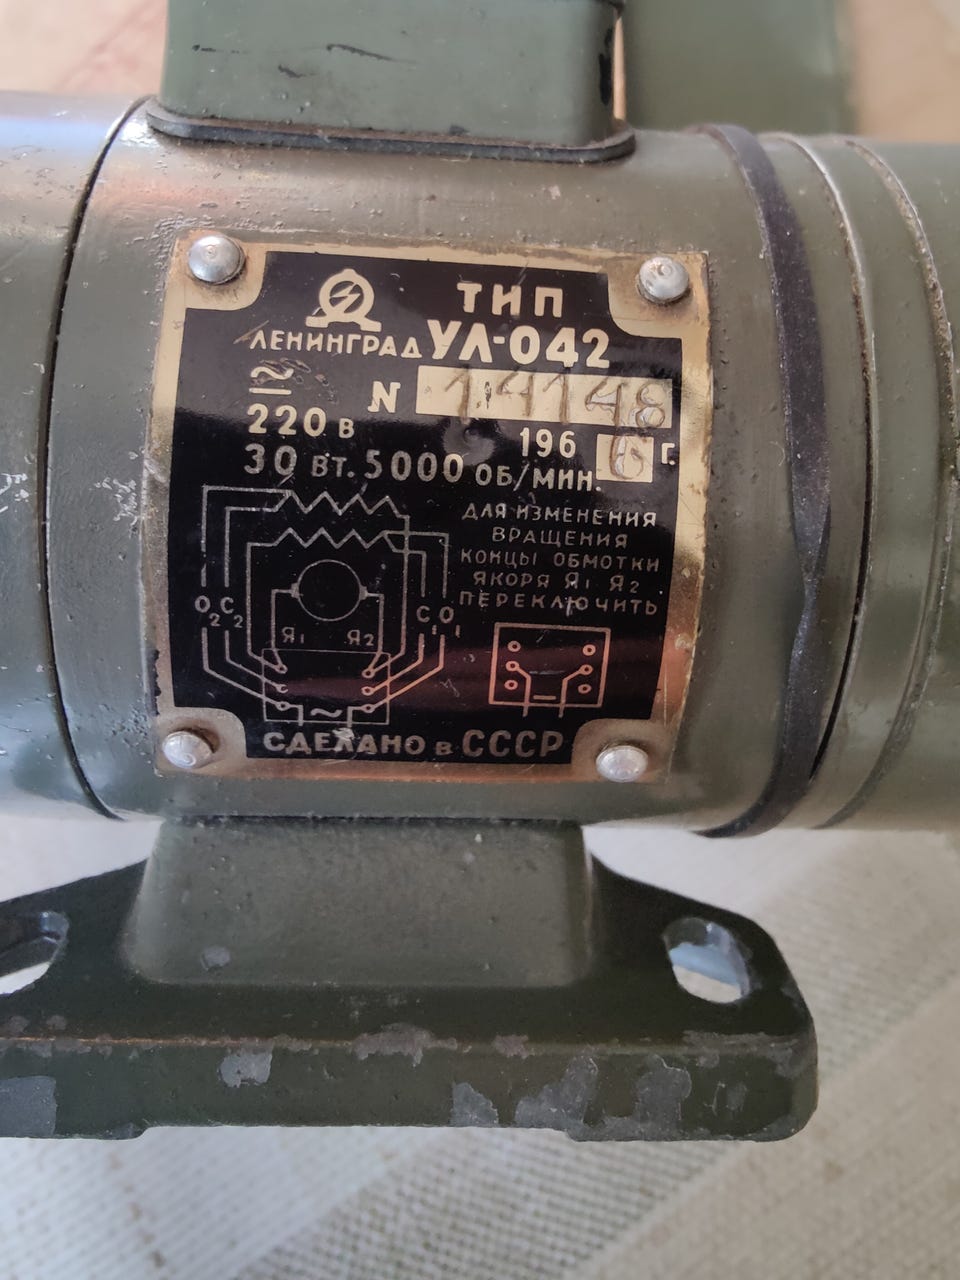 ТИП
ЛЕНИНГРАД УЛ-042
≂ N 14148
220 В 196 6 г.
30 ВТ. 5000 ОБ/МИН.
ДЛЯ ИЗМЕНЕНИЯ
ВРАЩЕНИЯ
КОНЦЫ ОБМОТКИ
ЯКОРЯ Я₁ Я₂
ПЕРЕКЛЮЧИТЬ
О₂ С₂ Я₁ Я₂ С₁ О₁
~
СДЕЛАНО в СССР